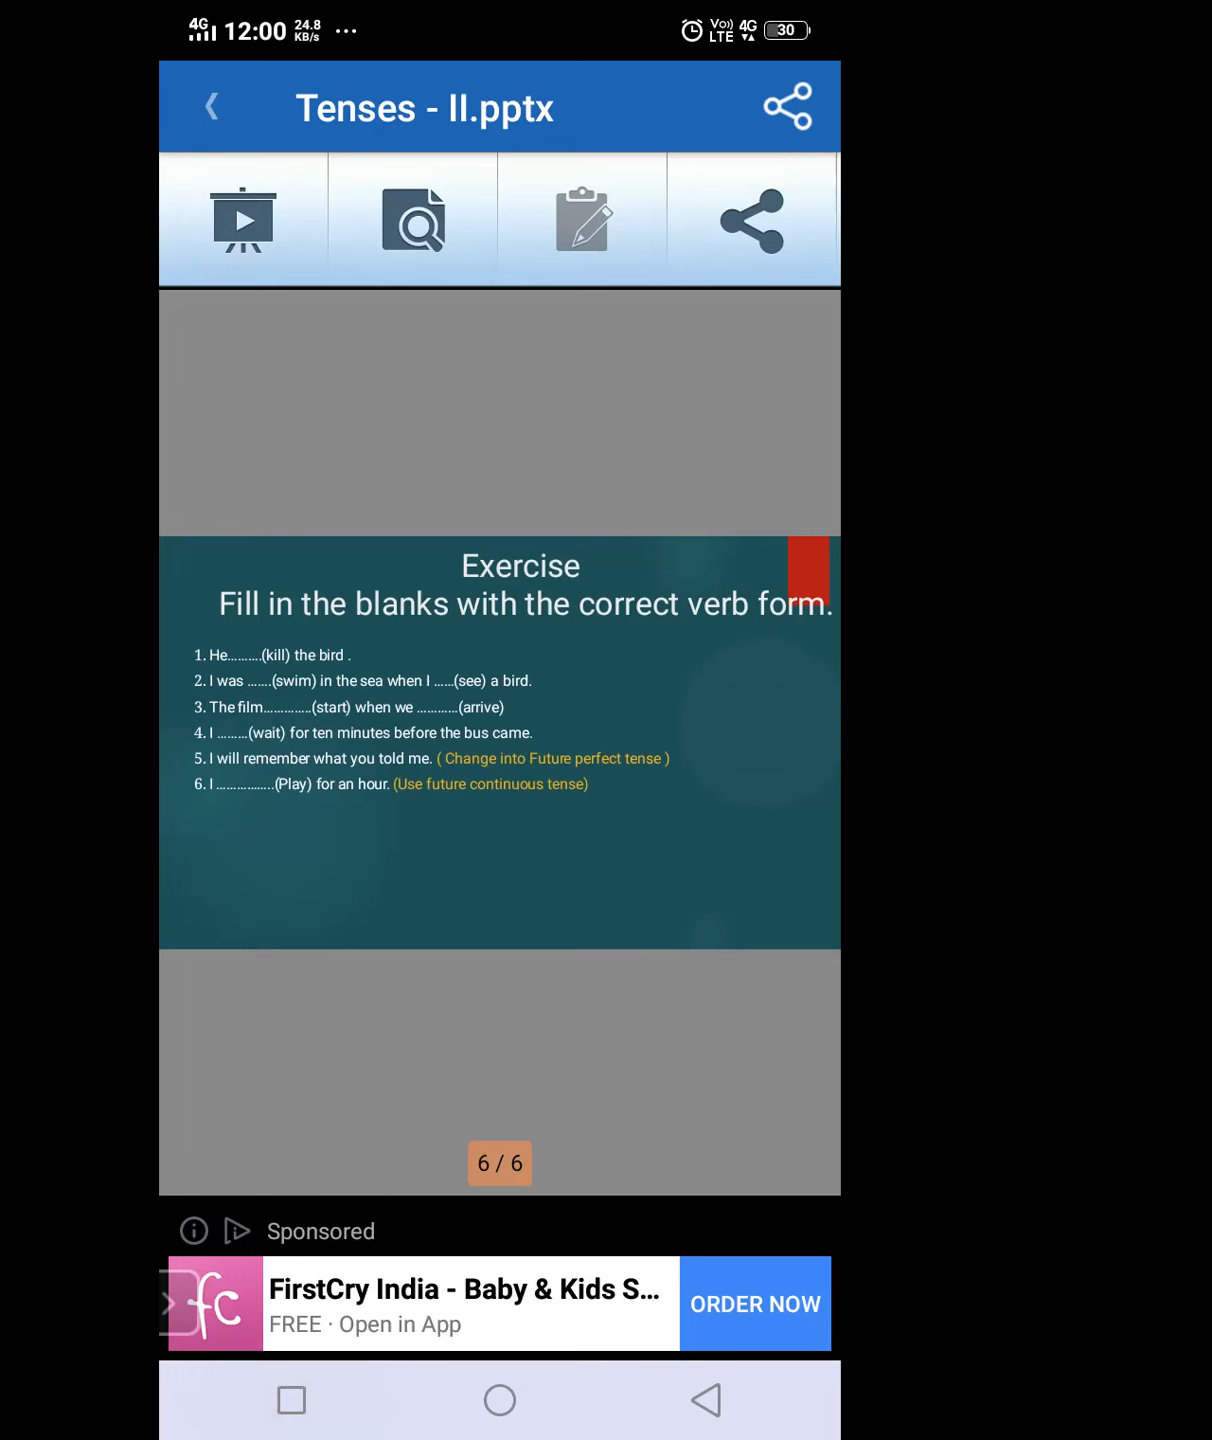 4G 12:00 24.8 KB/s ... Vo)) LTE 4G 30
Tenses - II.pptx
Exercise
Fill in the blanks with the correct verb form.
1. He..........(kill) the bird .
2. I was .......(swim) in the sea when I ......(see) a bird.
3. The film..............(start) when we ............(arrive)
4. I .........(wait) for ten minutes before the bus came.
5. I will remember what you told me. ( Change into Future perfect tense )
6. I .................(Play) for an hour. (Use future continuous tense)
6 / 6
Sponsored
fc
FirstCry India - Baby & Kids S...
FREE · Open in App
ORDER NOW